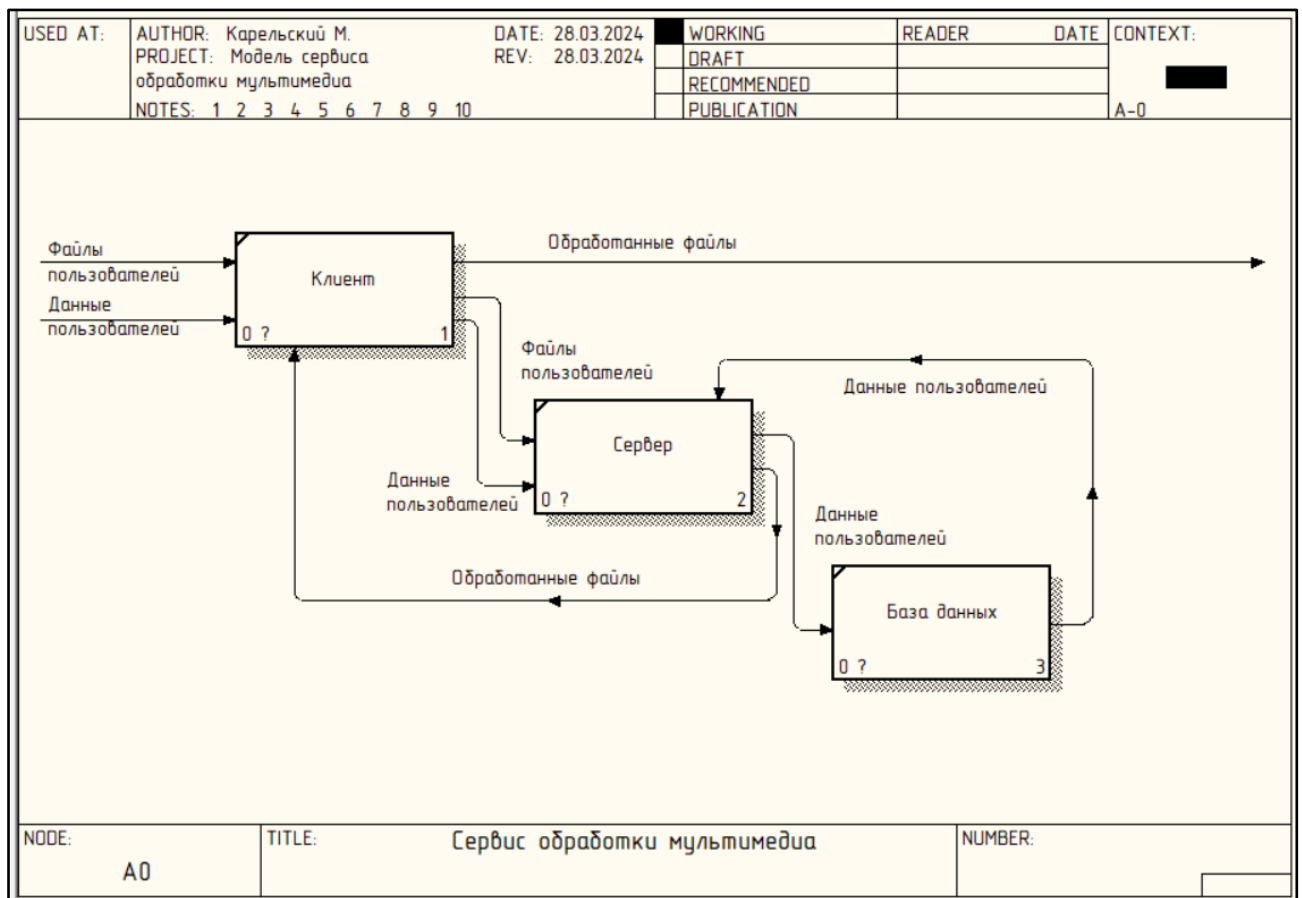 USED AT:
AUTHOR: Карельский М.
DATE: 28.03.2024
PROJECT: Модель сервиса
REV: 28.03.2024
обработки мультимедиа
NOTES: 1 2 3 4 5 6 7 8 9 10
WORKING
DRAFT
RECOMMENDED
PUBLICATION
READER DATE
CONTEXT:
A-0
Файлы
пользователей
Данные
пользователей
Клиент
0 ? 1
Обработанные файлы
Файлы
пользователей
Данные пользователей
Сервер
0 ? 2
Данные
пользователей
Данные
пользователей
Обработанные файлы
База данных
0 ? 3
NODE:
A0
TITLE:
Сервис обработки мультимедиа
NUMBER: